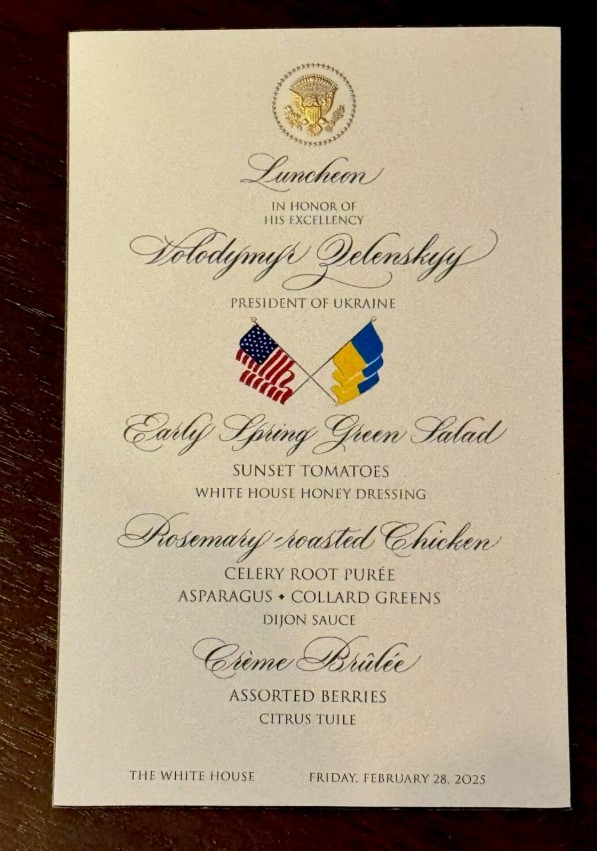 Luncheon
IN HONOR OF
HIS EXCELLENCY
Volodymyr Zelenskyy
PRESIDENT OF UKRAINE
Early Spring Green Salad
SUNSET TOMATOES
WHITE HOUSE HONEY DRESSING
Rosemary-roasted Chicken
CELERY ROOT PURÉE
ASPARAGUS ♦ COLLARD GREENS
DIJON SAUCE
Crème Brûlée
ASSORTED BERRIES
CITRUS TUILE
THE WHITE HOUSE FRIDAY, FEBRUARY 28, 2025